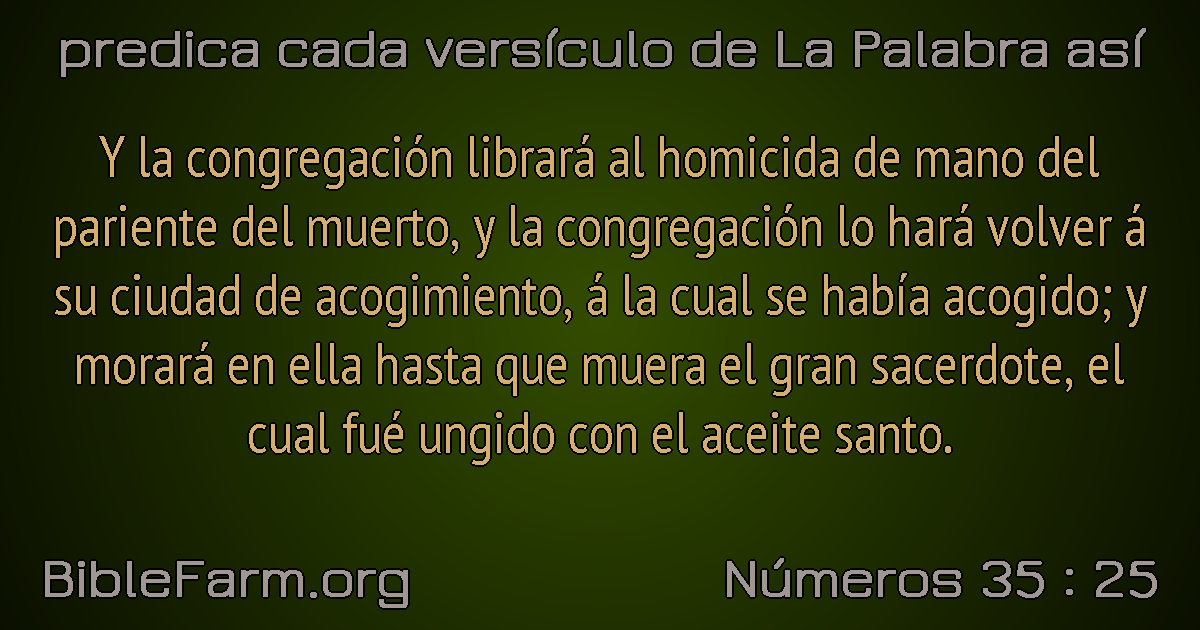 predica cada versículo de La Palabra así
Y la congregación librará al homicida de mano del
pariente del muerto, y la congregación lo hará volver á
su ciudad de acogimiento, á la cual se había acogido; y
morará en ella hasta que muera el gran sacerdote, el
cual fué ungido con el aceite santo.
BibleFarm.org
Números 35 : 25